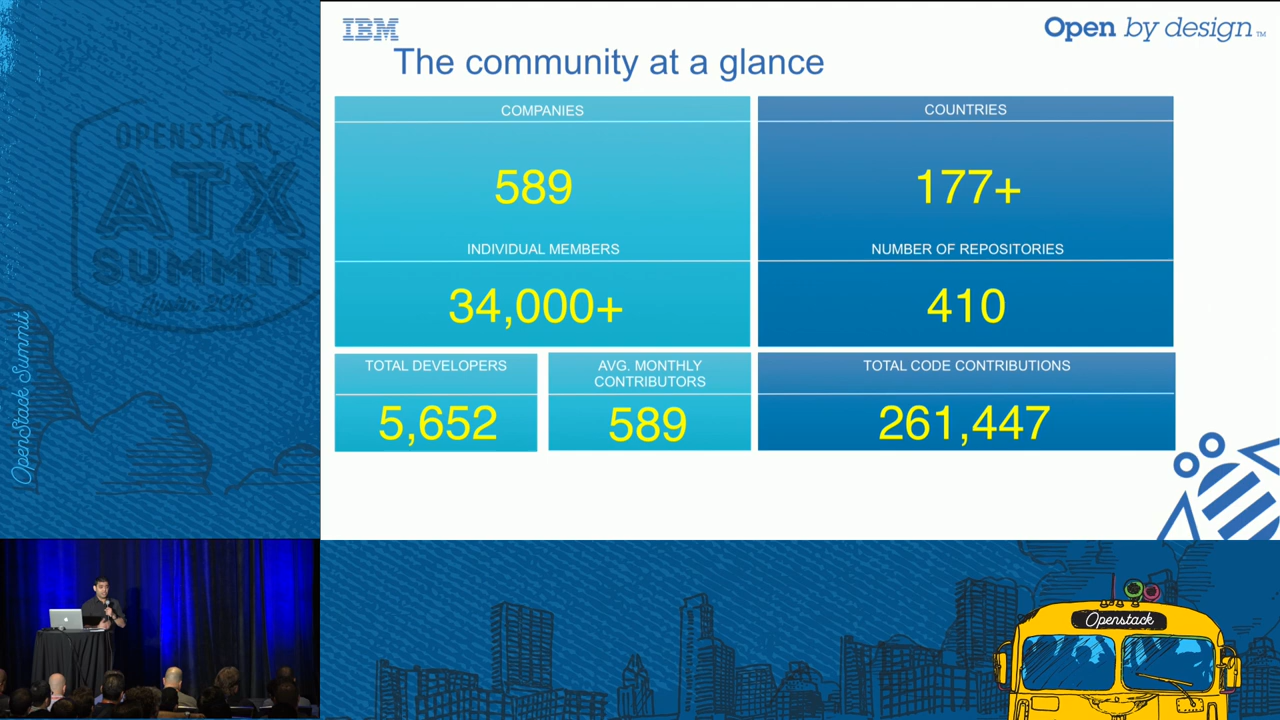 IBM
Open by design™
The community at a glance
COMPANIES
589
COUNTRIES
177+
INDIVIDUAL MEMBERS
34,000+
NUMBER OF REPOSITORIES
410
TOTAL DEVELOPERS
5,652
AVG. MONTHLY
CONTRIBUTORS
589
TOTAL CODE CONTRIBUTIONS
261,447
OPENSTACK
ATX
SUMMIT
Austin 2016
OpenStack Summit
Openstack